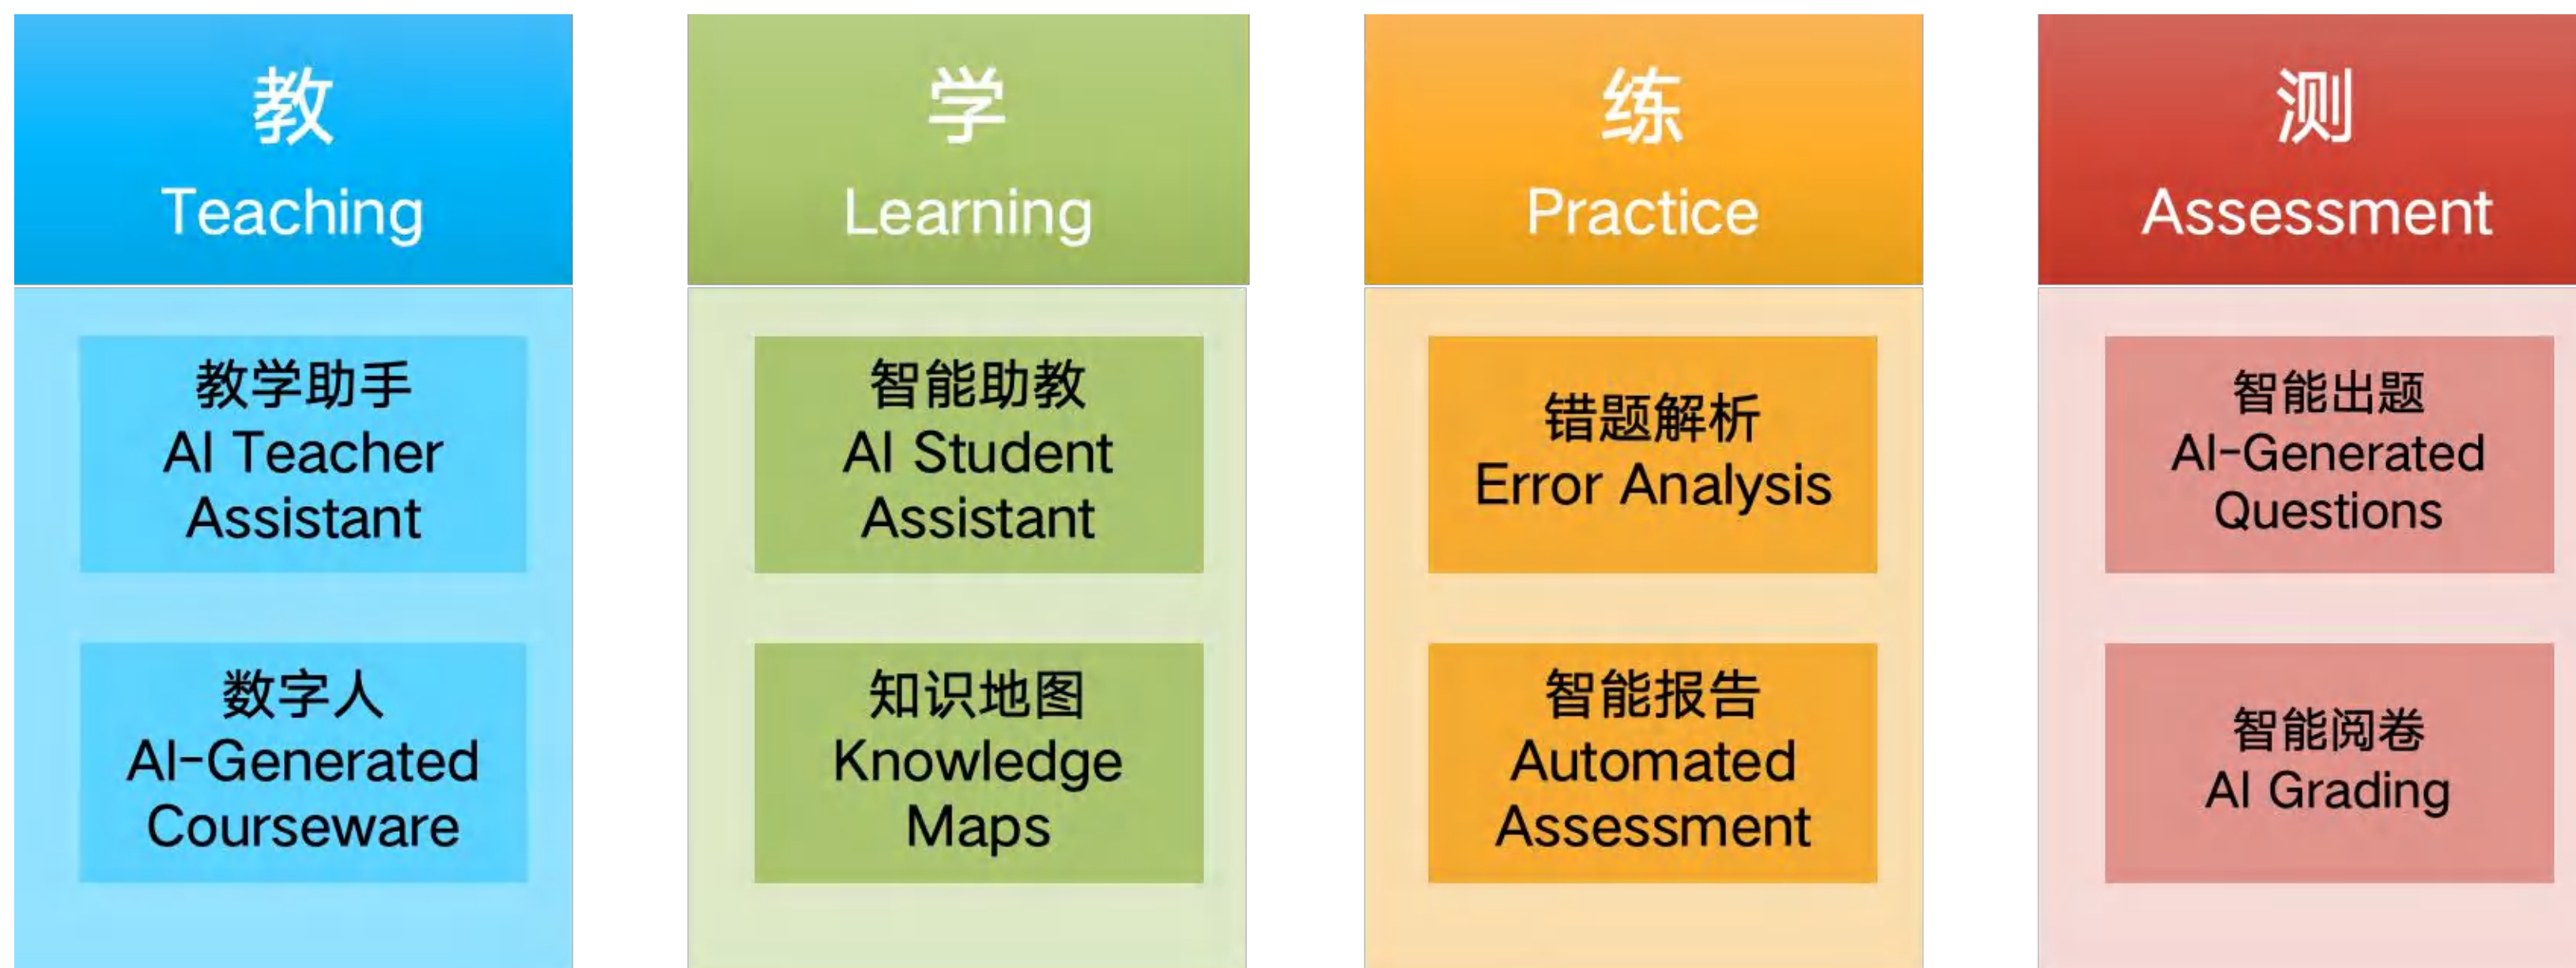 教
Teaching
教学助手
AI Teacher
Assistant
数字人
AI-Generated
Courseware
学
Learning
智能助教
AI Student
Assistant
知识地图
Knowledge
Maps
练
Practice
错题解析
Error Analysis
智能报告
Automated
Assessment
测
Assessment
智能出题
AI-Generated
Questions
智能阅卷
AI Grading